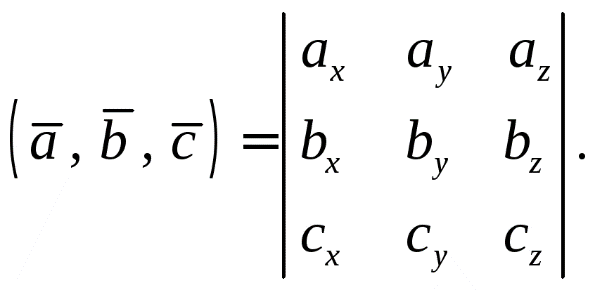 a_x a_y a_z
(a̅, b̅, c̅) = | b_x b_y b_z | .
c_x c_y c_z